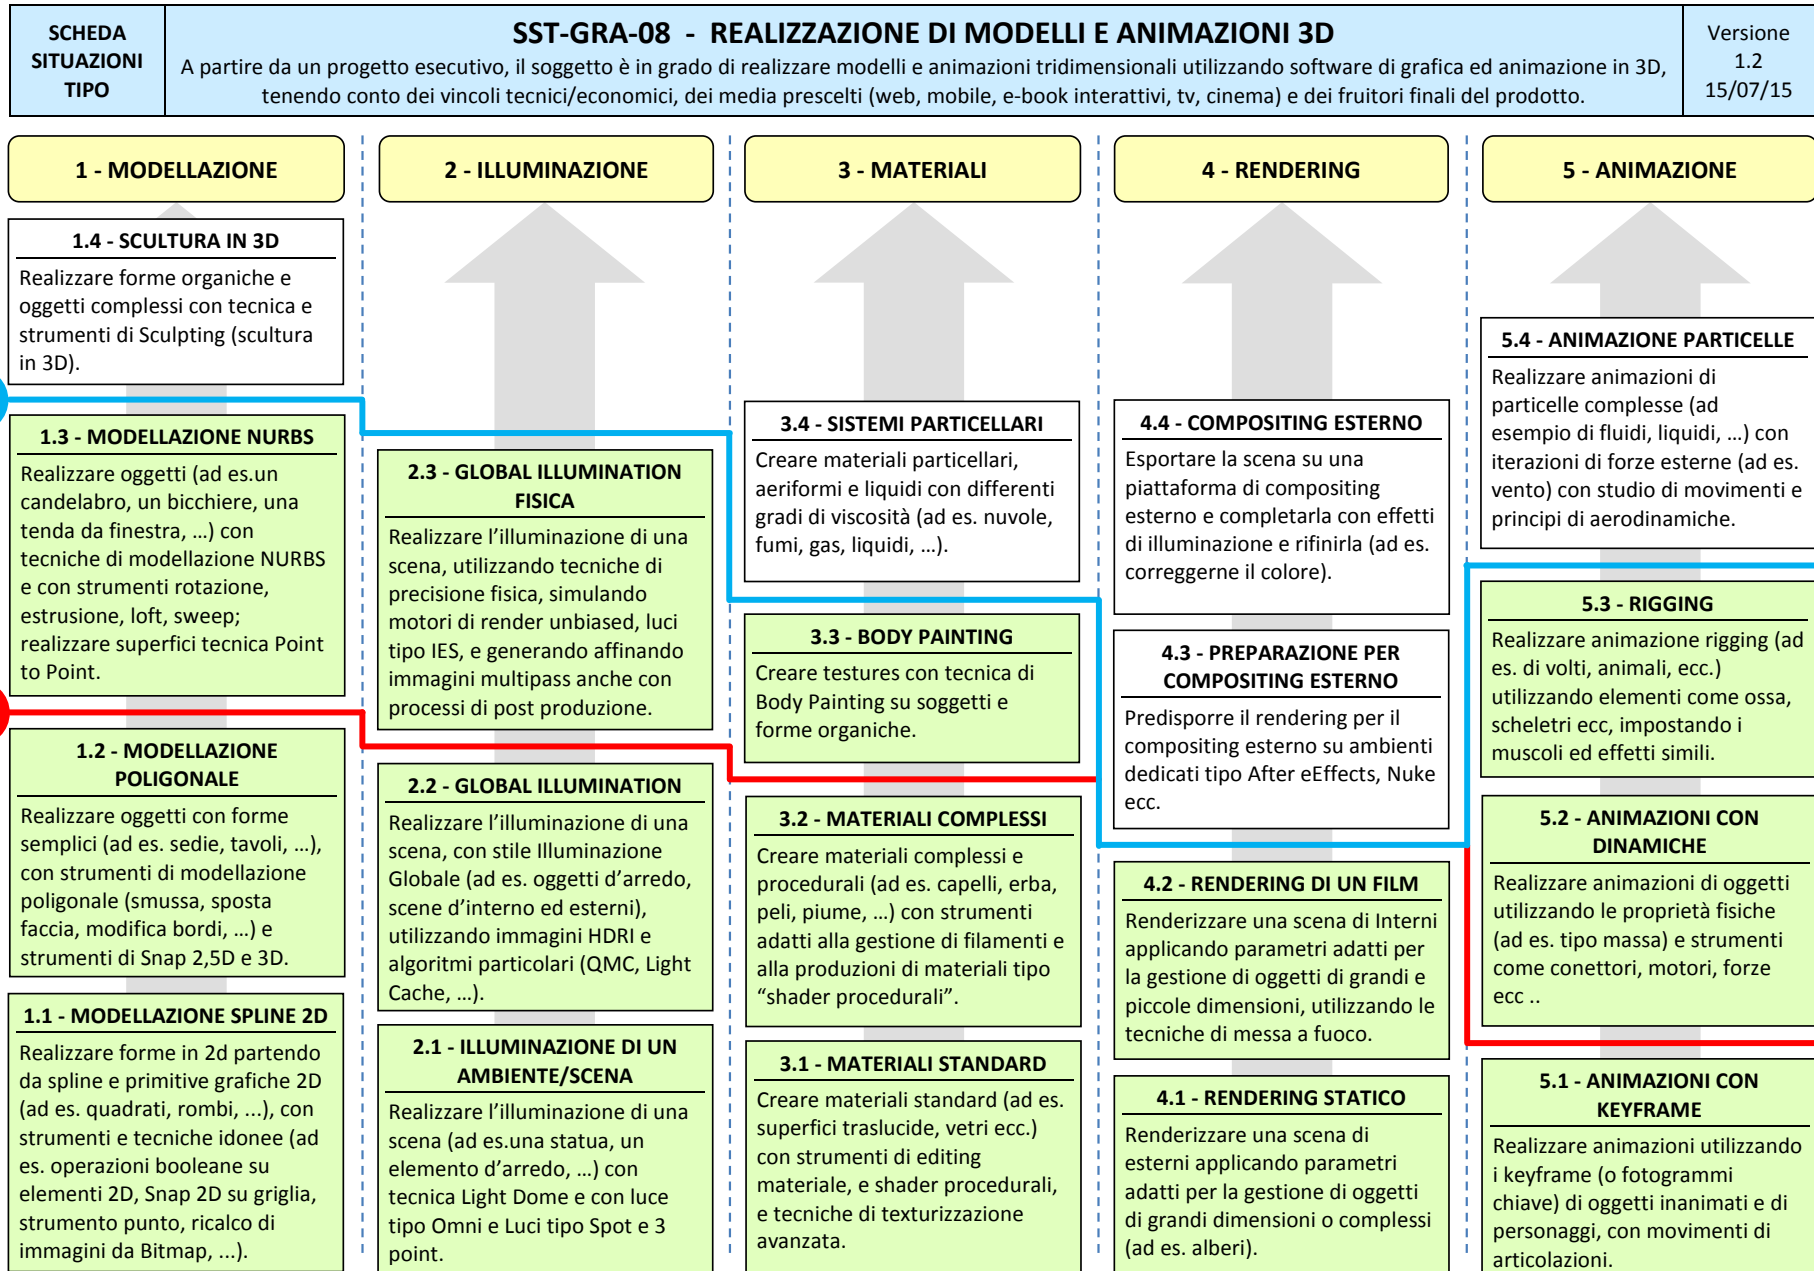 SCHEDA
SITUAZIONI
TIPO
SST-GRA-08 - REALIZZAZIONE DI MODELLI E ANIMAZIONI 3D
A partire da un progetto esecutivo, il soggetto è in grado di realizzare modelli e animazioni tridimensionali utilizzando software di grafica ed animazione in 3D,
tenendo conto dei vincoli tecnici/economici, dei media prescelti (web, mobile, e-book interattivi, tv, cinema) e dei fruitori finali del prodotto.
Versione
1.2
15/07/15
1 - MODELLAZIONE
1.4 - SCULTURA IN 3D
Realizzare forme organiche e
oggetti complessi con tecnica e
strumenti di Sculpting (scultura
in 3D).
1.3 - MODELLAZIONE NURBS
Realizzare oggetti (ad es.un
candelabro, un bicchiere, una
tenda da finestra, ...) con
tecniche di modellazione NURBS
e con strumenti rotazione,
estrusione, loft, sweep;
realizzare superfici tecnica Point
to Point.
1.2 - MODELLAZIONE
POLIGONALE
Realizzare oggetti con forme
semplici (ad es. sedie, tavoli, ...),
con strumenti di modellazione
poligonale (smussa, sposta
faccia, modifica bordi, ...) e
strumenti di Snap 2,5D e 3D.
1.1 - MODELLAZIONE SPLINE 2D
Realizzare forme in 2d partendo
da spline e primitive grafiche 2D
(ad es. quadrati, rombi, ...), con
strumenti e tecniche idonee (ad
es. operazioni booleane su
elementi 2D, Snap 2D su griglia,
strumento punto, ricalco di
immagini da Bitmap, ...).
2 - ILLUMINAZIONE
2.3 - GLOBAL ILLUMINATION
FISICA
Realizzare l’illuminazione di una
scena, utilizzando tecniche di
precisione fisica, simulando
motori di render unbiased, luci
tipo IES, e generando affinando
immagini multipass anche con
processi di post produzione.
2.2 - GLOBAL ILLUMINATION
Realizzare l’illuminazione di una
scena, con stile Illuminazione
Globale (ad es. oggetti d’arredo,
scene d’interno ed esterni),
utilizzando immagini HDRI e
algoritmi particolari (QMC, Light
Cache, ...).
2.1 - ILLUMINAZIONE DI UN
AMBIENTE/SCENA
Realizzare l’illuminazione di una
scena (ad es.una statua, un
elemento d’arredo, ...) con
tecnica Light Dome e con luce
tipo Omni e Luci tipo Spot e 3
point.
3 - MATERIALI
3.4 - SISTEMI PARTICELLARI
Creare materiali particellari,
aeriformi e liquidi con differenti
gradi di viscosità (ad es. nuvole,
fumi, gas, liquidi, ...).
3.3 - BODY PAINTING
Creare testures con tecnica di
Body Painting su soggetti e
forme organiche.
3.2 - MATERIALI COMPLESSI
Creare materiali complessi e
procedurali (ad es. capelli, erba,
peli, piume, ...) con strumenti
adatti alla gestione di filamenti e
alla produzioni di materiali tipo
“shader procedurali”.
3.1 - MATERIALI STANDARD
Creare materiali standard (ad es.
superfici traslucide, vetri ecc.)
con strumenti di editing
materiale, e shader procedurali,
e tecniche di texturizzazione
avanzata.
4 - RENDERING
4.4 - COMPOSITING ESTERNO
Esportare la scena su una
piattaforma di compositing
esterno e completarla con effetti
di illuminazione e rifinirla (ad es.
correggerne il colore).
4.3 - PREPARAZIONE PER
COMPOSITING ESTERNO
Predisporre il rendering per il
compositing esterno su ambienti
dedicati tipo After eEffects, Nuke
ecc.
4.2 - RENDERING DI UN FILM
Renderizzare una scena di Interni
applicando parametri adatti per
la gestione di oggetti di grandi e
piccole dimensioni, utilizzando le
tecniche di messa a fuoco.
4.1 - RENDERING STATICO
Renderizzare una scena di
esterni applicando parametri
adatti per la gestione di oggetti
di grandi dimensioni o complessi
(ad es. alberi).
5 - ANIMAZIONE
5.4 - ANIMAZIONE PARTICELLE
Realizzare animazioni di
particelle complesse (ad
esempio di fluidi, liquidi, ...) con
iterazioni di forze esterne (ad es.
vento) con studio di movimenti e
principi di aerodinamiche.
5.3 - RIGGING
Realizzare animazione rigging (ad
es. di volti, animali, ecc.)
utilizzando elementi come ossa,
scheletri ecc, impostando i
muscoli ed effetti simili.
5.2 - ANIMAZIONI CON
DINAMICHE
Realizzare animazioni di oggetti
utilizzando le proprietà fisiche
(ad es. tipo massa) e strumenti
come conettori, motori, forze
ecc ..
5.1 - ANIMAZIONI CON
KEYFRAME
Realizzare animazioni utilizzando
i keyframe (o fotogrammi
chiave) di oggetti inanimati e di
personaggi, con movimenti di
articolazioni.